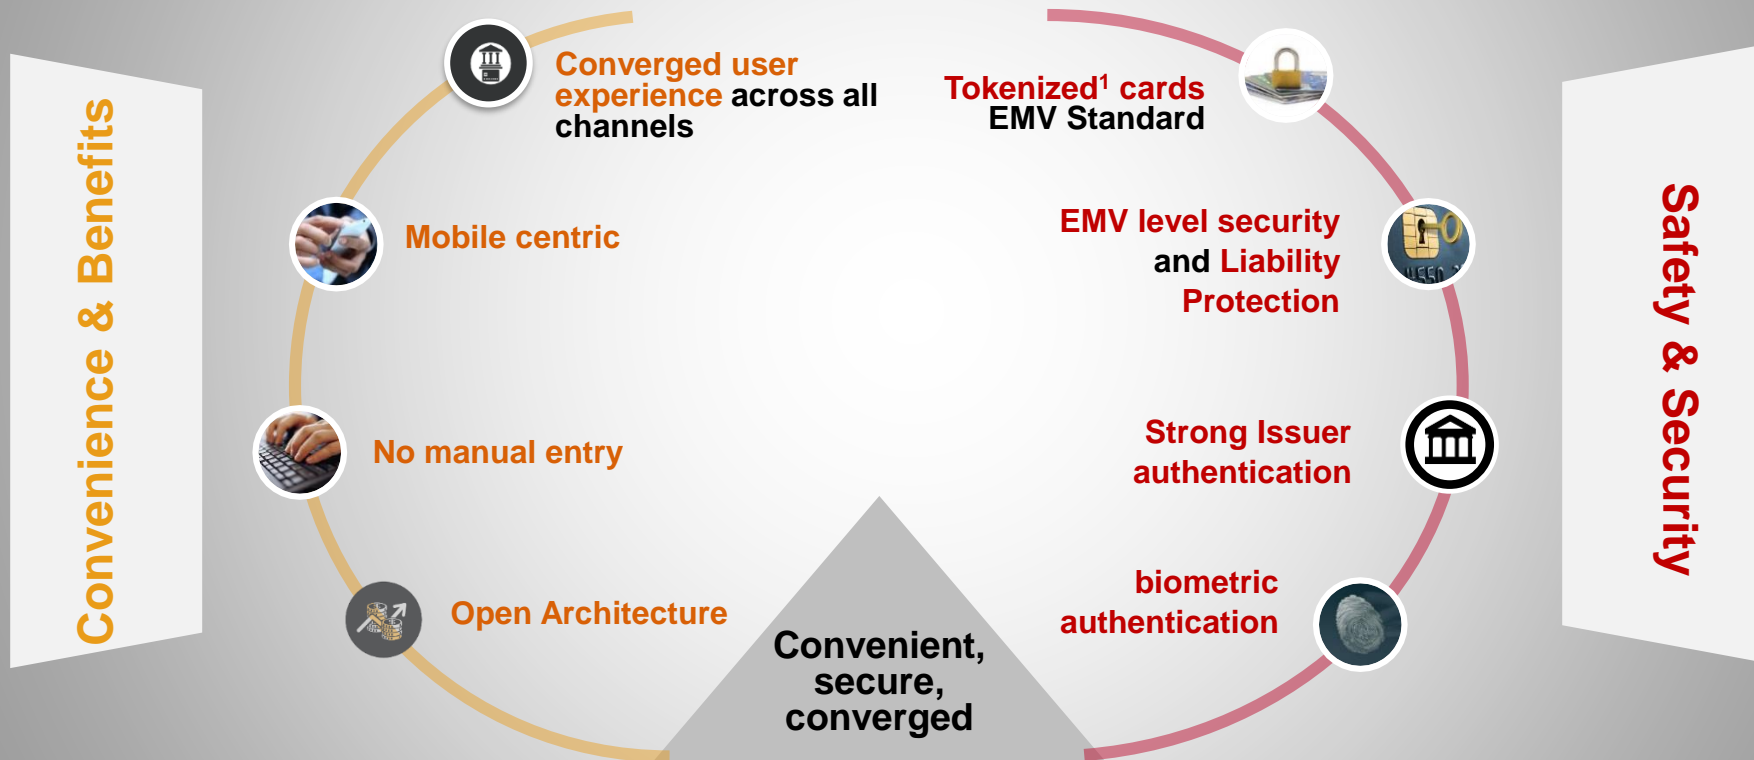 Convenience & Benefits
Converged user
experience across all
channels
Mobile centric
No manual entry
Open Architecture
Convenient,
secure,
converged
Tokenized¹ cards
EMV Standard
EMV level security
and Liability
Protection
Strong Issuer
authentication
biometric
authentication
Safety & Security